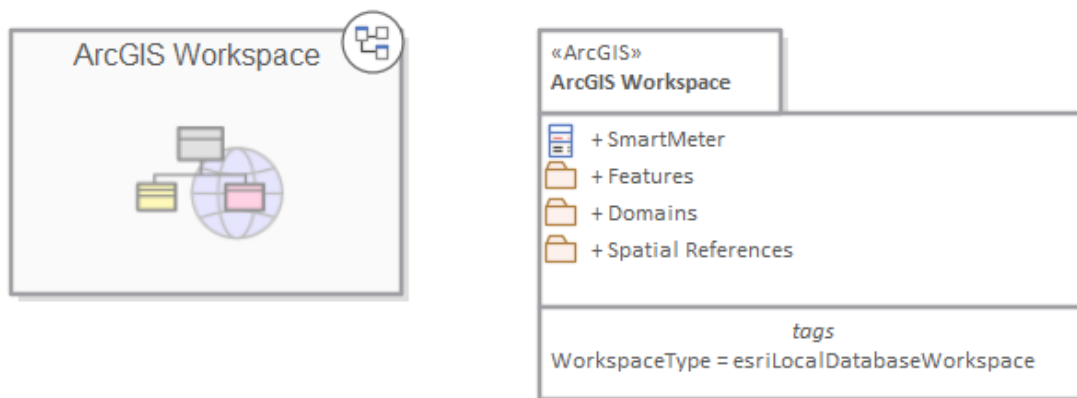 ArcGIS Workspace
«ArcGIS»
ArcGIS Workspace
+ SmartMeter
+ Features
+ Domains
+ Spatial References
tags
WorkspaceType = esriLocalDatabaseWorkspace